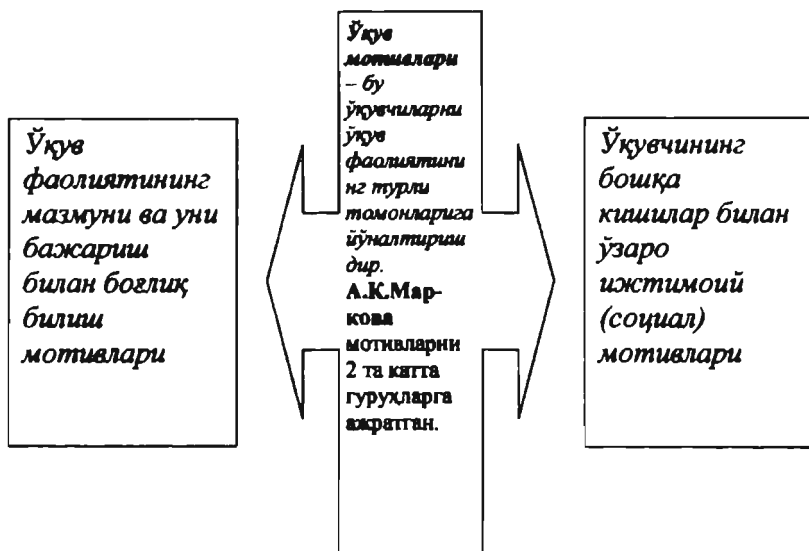 Ўқув
фаолиятининг
мазмуни ва уни
бажариш
билан боғлиқ
билиш
мотивлари
Ўқув
мотивлари
– бу
ўқувчиларни
ўқув
фаолиятини
нг турли
томонларига
йўналтириш
дир.
А.К.Мар-
кова
мотивларни
2 та катта
гуруҳларга
ажратган.
Ўқувчининг
бошқа
кишилар билан
ўзаро
ижтимоий
(социал)
мотивлари